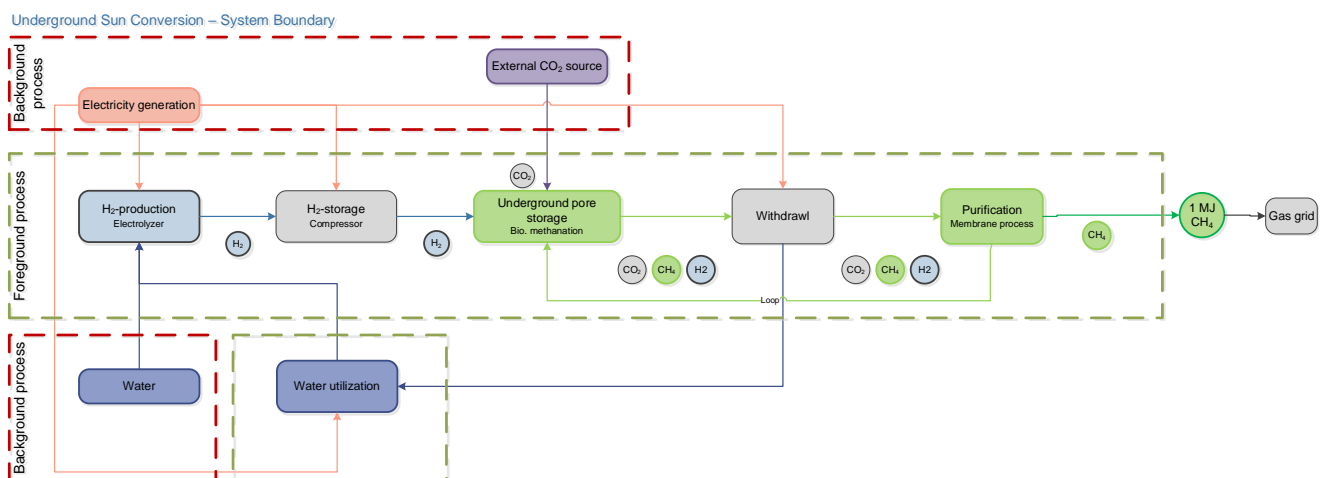 Underground Sun Conversion – System Boundary
Background
process
External CO₂ source
Electricity generation
Foreground process
CO₂
H₂-production
Electrolyzer
H₂
H₂-storage
Compressor
H₂
Underground pore
storage
Bio. methanation
CO₂
CH₄
H2
Withdrawl
CO₂
CH₄
H2
Purification
Membrane process
CH₄
1 MJ
CH₄
Gas grid
Loop
Background process
Water
Water utilization